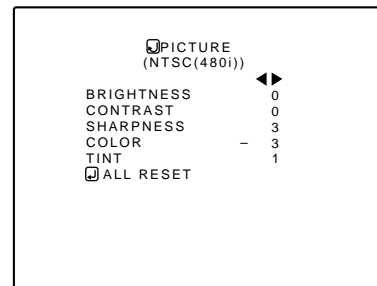 PICTURE
(NTSC(480i))
◀▶
BRIGHTNESS 0
CONTRAST 0
SHARPNESS 3
COLOR – 3
TINT 1
ALL RESET